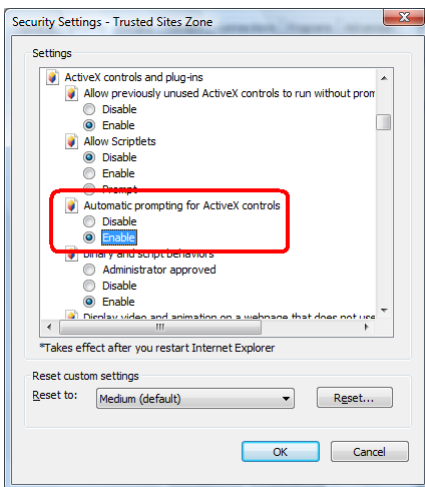 Security Settings - Trusted Sites Zone
Settings
ActiveX controls and plug-ins
Allow previously unused ActiveX controls to run without prom
Disable
Enable
Allow Scriptlets
Disable
Enable
Prompt
Automatic prompting for ActiveX controls
Disable
Enable
Binary and script behaviors
Administrator approved
Disable
Enable
Display video and animation on a webpage that does not use
*Takes effect after you restart Internet Explorer
Reset custom settings
Reset to:
Medium (default)
Reset...
OK
Cancel